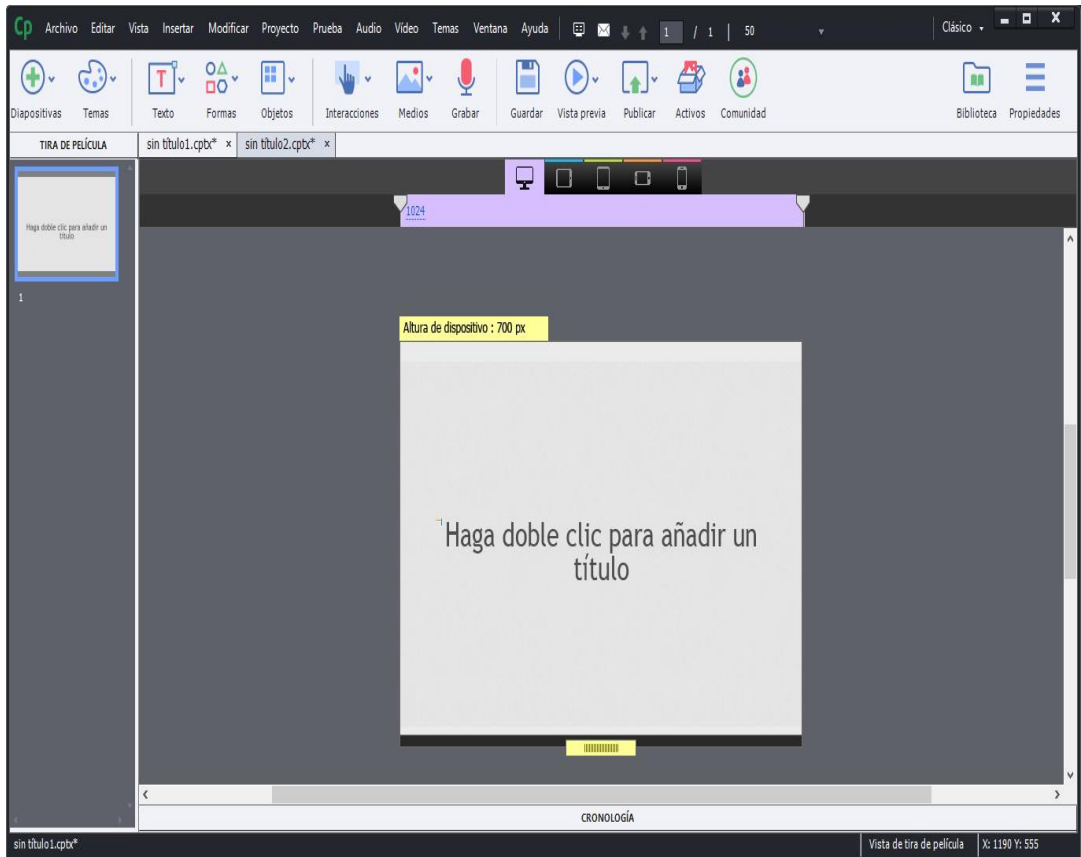 Cp Archivo Editar Vista Insertar Modificar Proyecto Prueba Audio Vídeo Temas Ventana Ayuda 1 / 1 50 Clásico X
Diapositivas Temas Texto Formas Objetos Interacciones Medios Grabar Guardar Vista previa Publicar Activos Comunidad Biblioteca Propiedades
TIRA DE PELÍCULA sin título1.cptx* x sin título2.cptx* x
1024
Haga doble clic para añadir un
título
1
Altura de dispositivo : 700 px
Haga doble clic para añadir un
título
CRONOLOGÍA
sin título1.cptx* Vista de tira de película X: 1190 Y: 555